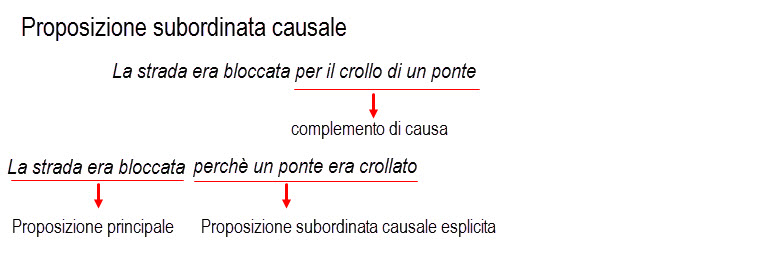 Proposizione subordinata causale
La strada era bloccata per il crollo di un ponte
complemento di causa
La strada era bloccata perchè un ponte era crollato
Proposizione principale Proposizione subordinata causale esplicita